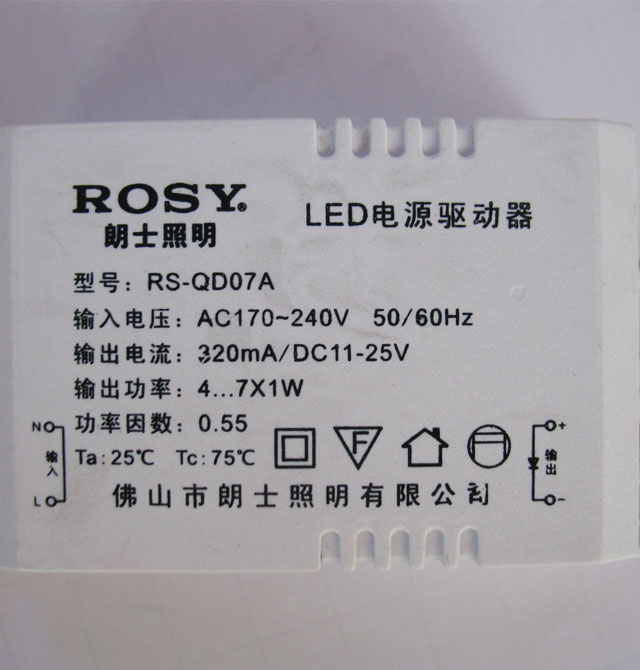 ROSY®
朗士照明
LED电源驱动器
型号：RS-QD07A
输入电压：AC170~240V 50/60Hz
输出电流：320mA/DC11-25V
输出功率：4...7X1W
功率因数：0.55
Ta:25℃ Tc:75℃
N
输入
L
F
+
输出
-
佛山市朗士照明有限公司